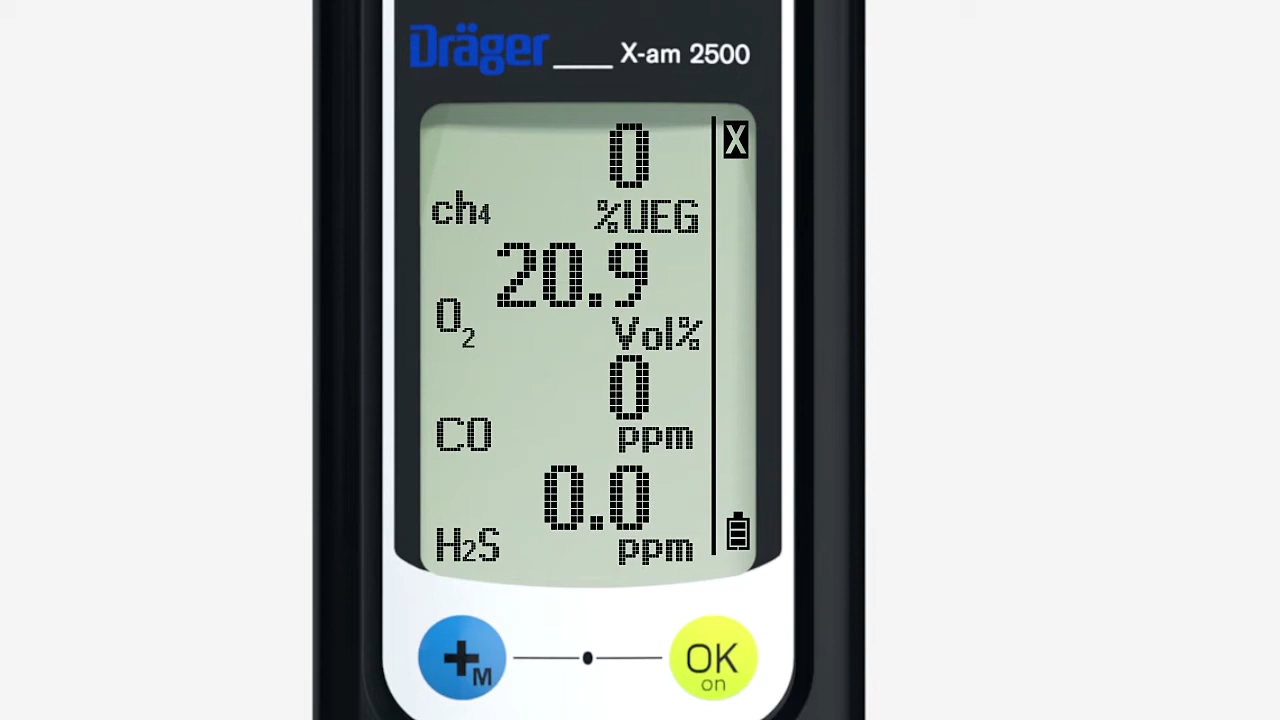 Dräger X-am 2500
0
X
ch4 %UEG
20.9
O2 Vol%
0
CO ppm
0.0
H2S ppm
+M
OK
on